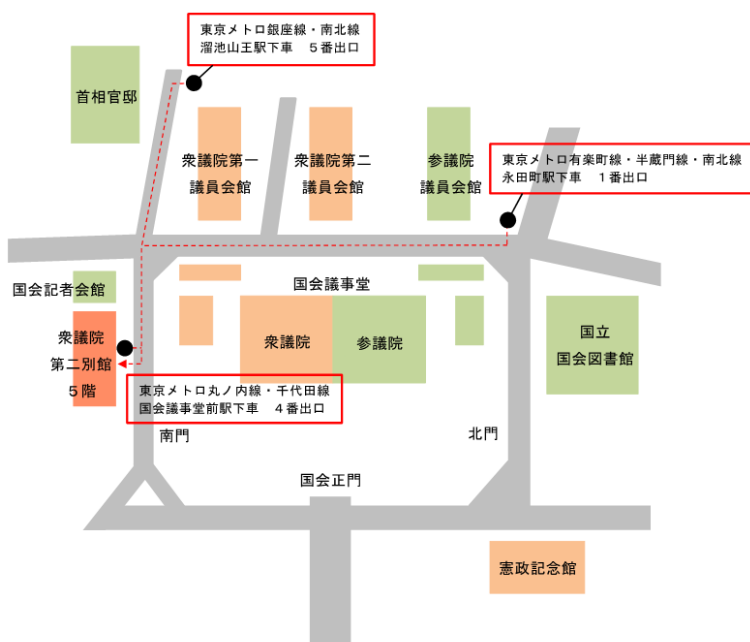 東京メトロ銀座線・南北線
溜池山王駅下車　５番出口
首相官邸
衆議院第一
議員会館
衆議院第二
議員会館
参議院
議員会館
東京メトロ有楽町線・半蔵門線・南北線
永田町駅下車　１番出口
国会記者会館
国会議事堂
衆議院
第二別館
５階
衆議院
参議院
国立
国会図書館
東京メトロ丸ノ内線・千代田線
国会議事堂前駅下車　４番出口
南門
北門
国会正門
憲政記念館